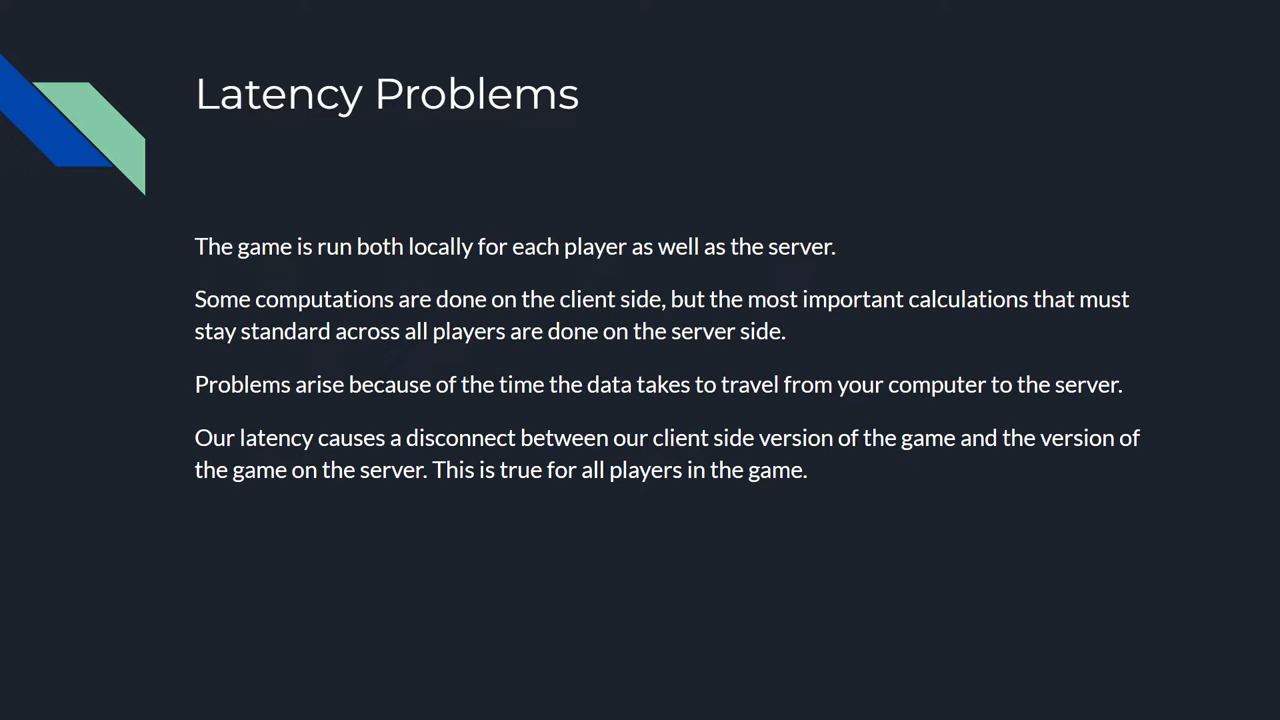 Latency Problems
The game is run both locally for each player as well as the server.
Some computations are done on the client side, but the most important calculations that must
stay standard across all players are done on the server side.
Problems arise because of the time the data takes to travel from your computer to the server.
Our latency causes a disconnect between our client side version of the game and the version of
the game on the server. This is true for all players in the game.